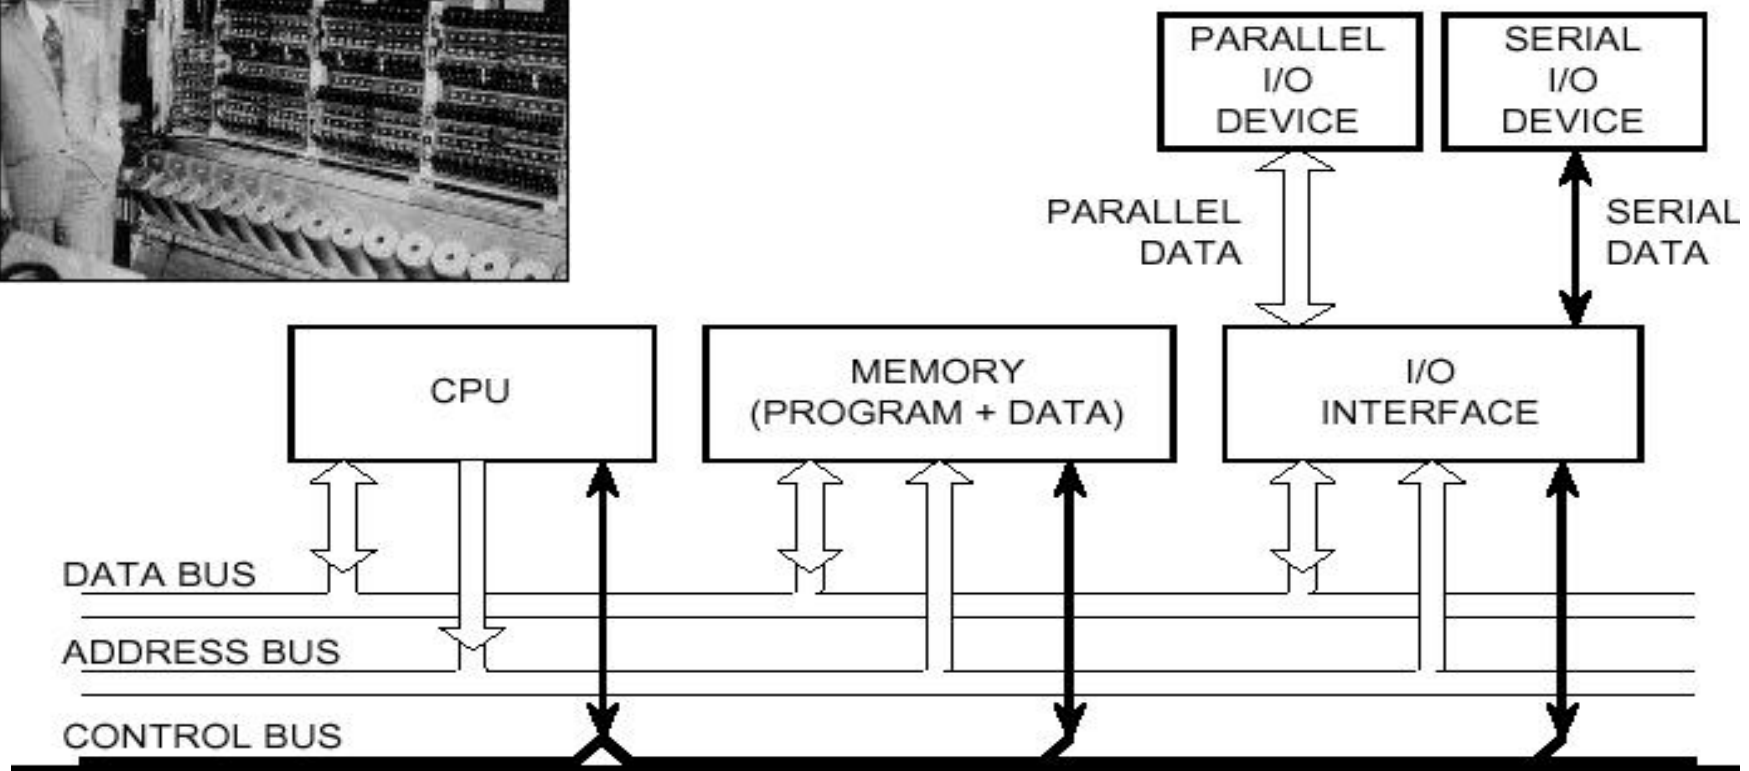 PARALLEL
I/O
DEVICE
SERIAL
I/O
DEVICE
PARALLEL
DATA
SERIAL
DATA
CPU
MEMORY
(PROGRAM + DATA)
I/O
INTERFACE
DATA BUS
ADDRESS BUS
CONTROL BUS